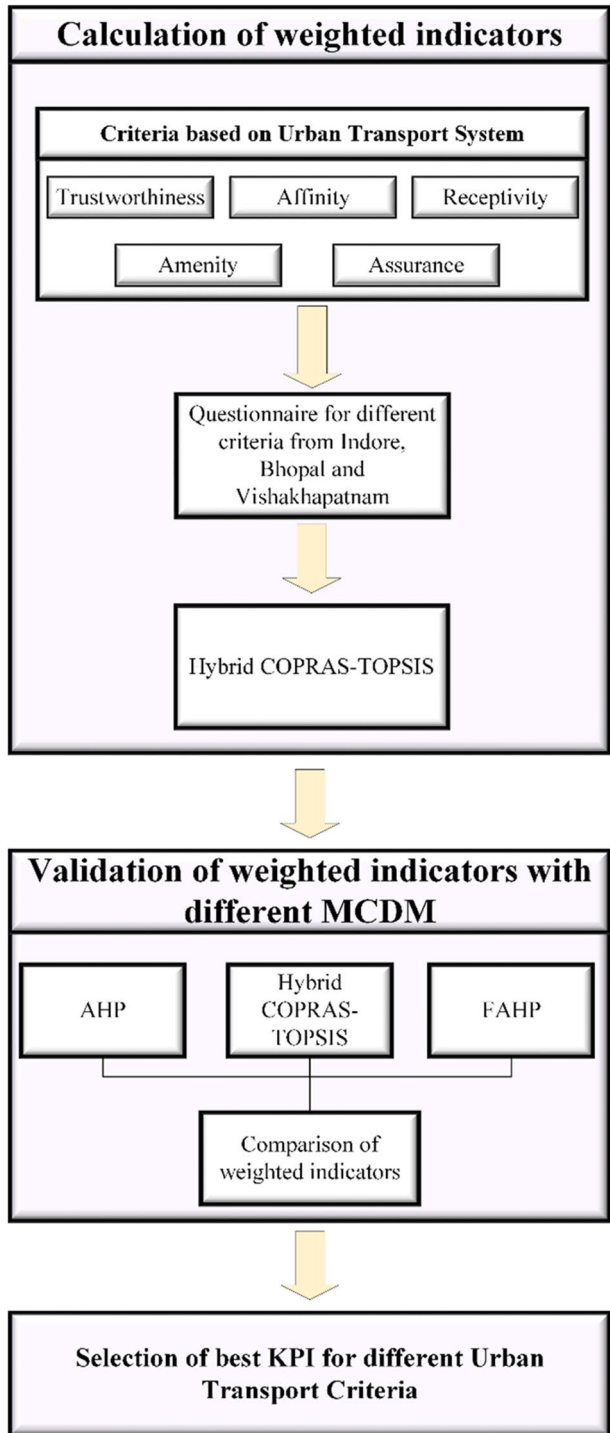 Calculation of weighted indicators
Criteria based on Urban Transport System
Trustworthiness
Affinity
Receptivity
Amenity
Assurance
Questionnaire for different
criteria from Indore,
Bhopal and
Vishakhapatnam
Hybrid COPRAS-TOPSIS
Validation of weighted indicators with
different MCDM
AHP
Hybrid
COPRAS-
TOPSIS
FAHP
Comparison of
weighted indicators
Selection of best KPI for different Urban
Transport Criteria